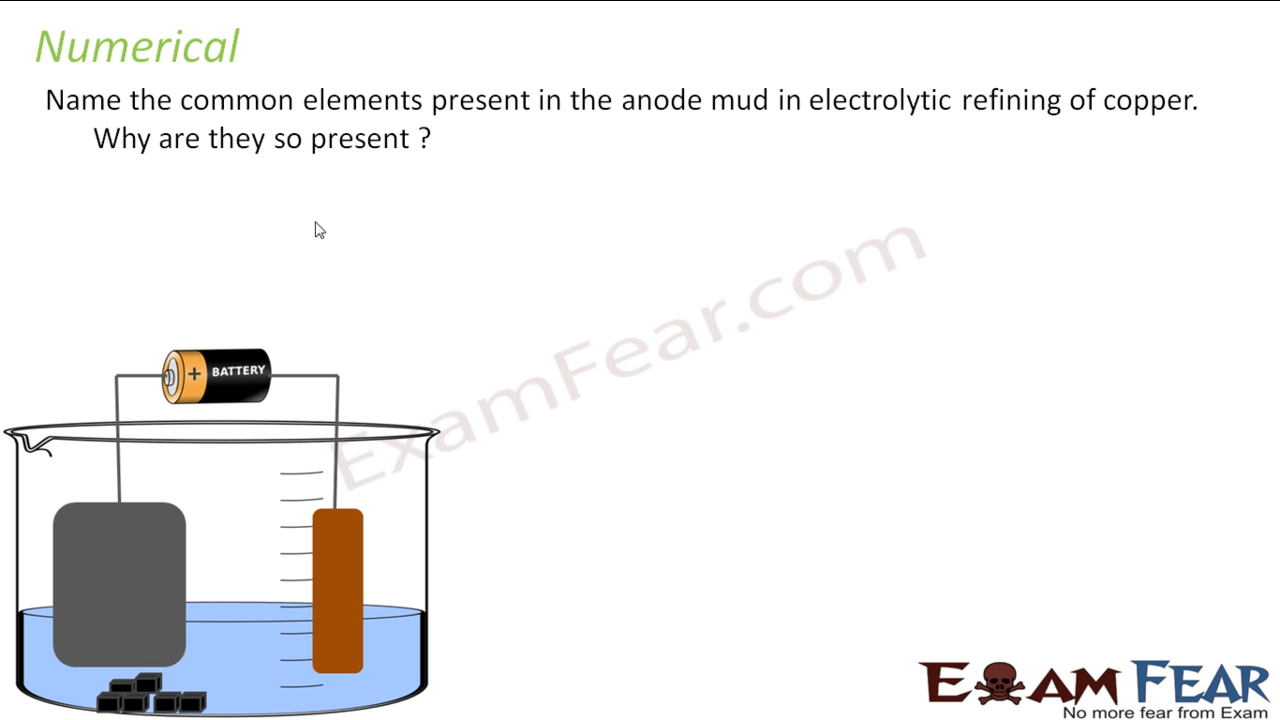 Numerical
Name the common elements present in the anode mud in electrolytic refining of copper.
Why are they so present ?
ExamFear.com
+ BATTERY
EXAM FEAR
No more fear from Exam